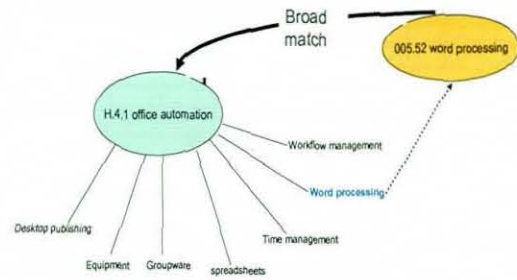 Broad
match
005.52 word processing
H.4.1 office automation
Workflow management
Word processing
Time management
Desktop publishing
Equipment
Groupware
spreadsheets